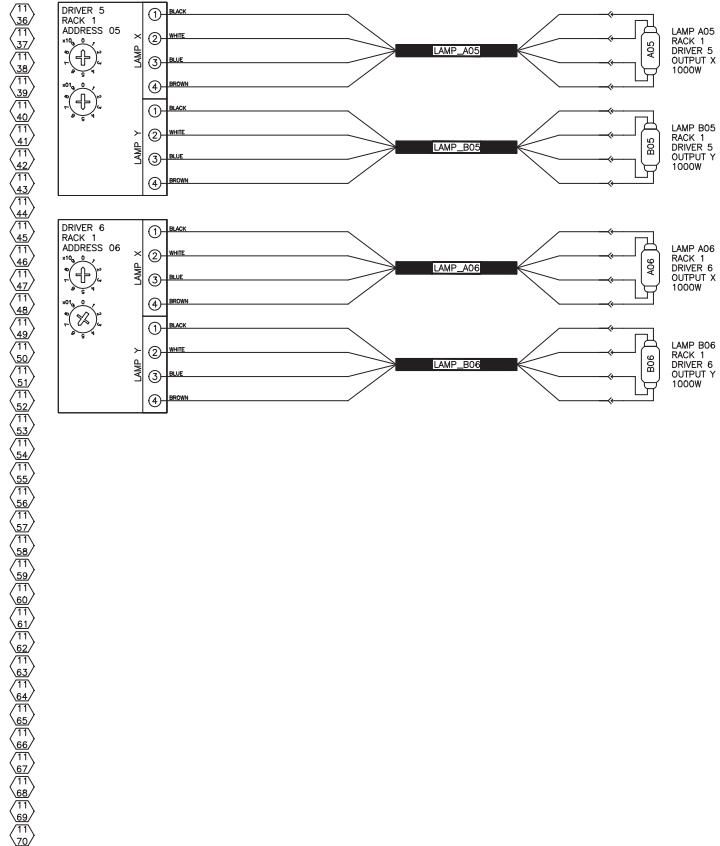 11
36
11
37
11
38
11
39
11
40
11
41
11
42
11
43
11
44
11
45
11
46
11
47
11
48
11
49
11
50
11
51
11
52
11
53
11
54
11
55
11
56
11
57
11
58
11
59
11
60
11
61
11
62
11
63
11
64
11
65
11
66
11
67
11
68
11
69
11
70
DRIVER 5
RACK 1
ADDRESS 05
x10
x01
LAMP X
1 BLACK
2 WHITE
3 BLUE
4 BROWN
LAMP_A05
A05
LAMP A05
RACK 1
DRIVER 5
OUTPUT X
1000W
LAMP Y
1 BLACK
2 WHITE
3 BLUE
4 BROWN
LAMP_B05
B05
LAMP B05
RACK 1
DRIVER 5
OUTPUT Y
1000W
DRIVER 6
RACK 1
ADDRESS 06
x10
x01
LAMP X
1 BLACK
2 WHITE
3 BLUE
4 BROWN
LAMP_A06
A06
LAMP A06
RACK 1
DRIVER 6
OUTPUT X
1000W
LAMP Y
1 BLACK
2 WHITE
3 BLUE
4 BROWN
LAMP_B06
B06
LAMP B06
RACK 1
DRIVER 6
OUTPUT Y
1000W